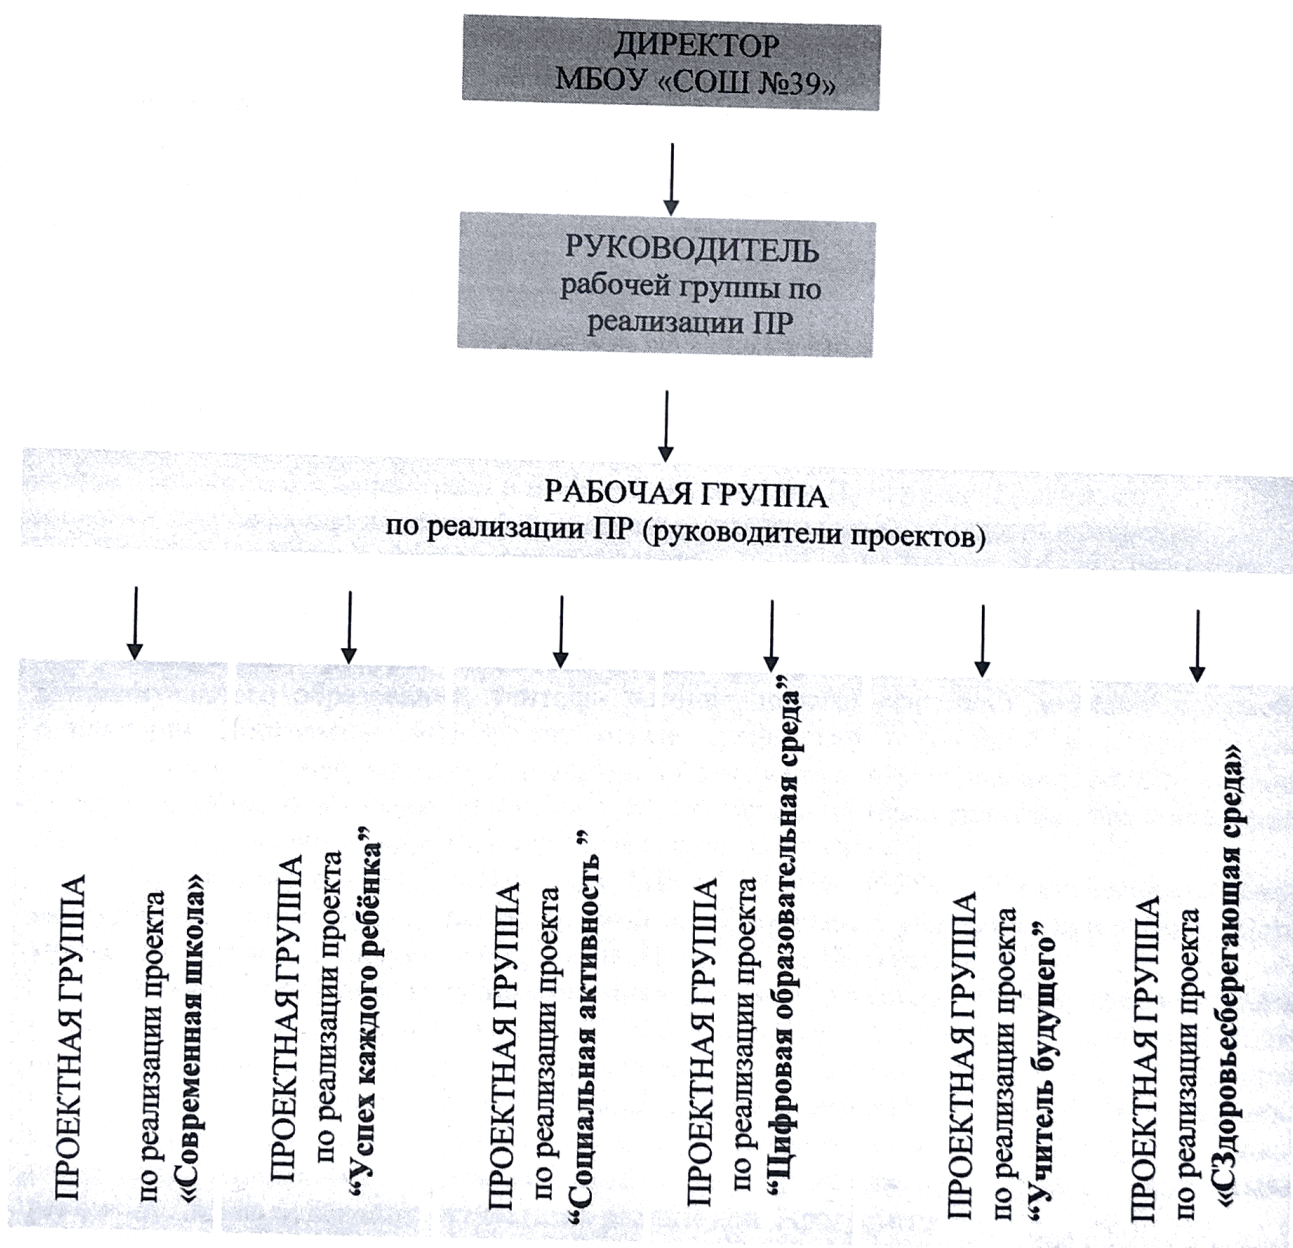 ДИРЕКТОР
МБОУ «СОШ №39»
РУКОВОДИТЕЛЬ
рабочей группы по
реализации ПР
РАБОЧАЯ ГРУППА
по реализации ПР (руководители проектов)
ПРОЕКТНАЯ ГРУППА
по реализации проекта
«Современная школа»
ПРОЕКТНАЯ ГРУППА
по реализации проекта
“Успех каждого ребёнка”
ПРОЕКТНАЯ ГРУППА
по реализации проекта
“Социальная активность ”
ПРОЕКТНАЯ ГРУППА
по реализации проекта
“Цифровая образовательная среда”
ПРОЕКТНАЯ ГРУППА
по реализации проекта
“Учитель будущего”
ПРОЕКТНАЯ ГРУППА
по реализации проекта
«СЗдоровьесберегающая среда»